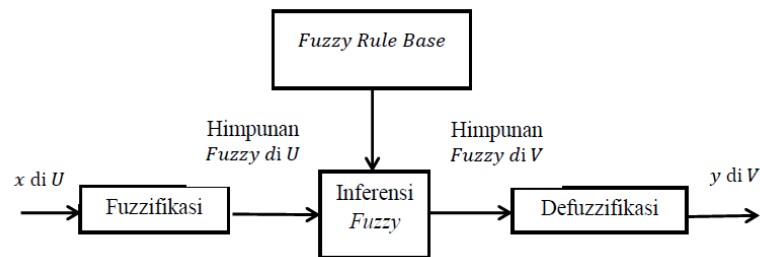 Fuzzy Rule Base
Himpunan
Fuzzy di U
Himpunan
Fuzzy di V
x di U
Fuzzifikasi
Inferensi
Fuzzy
Defuzzifikasi
y di V